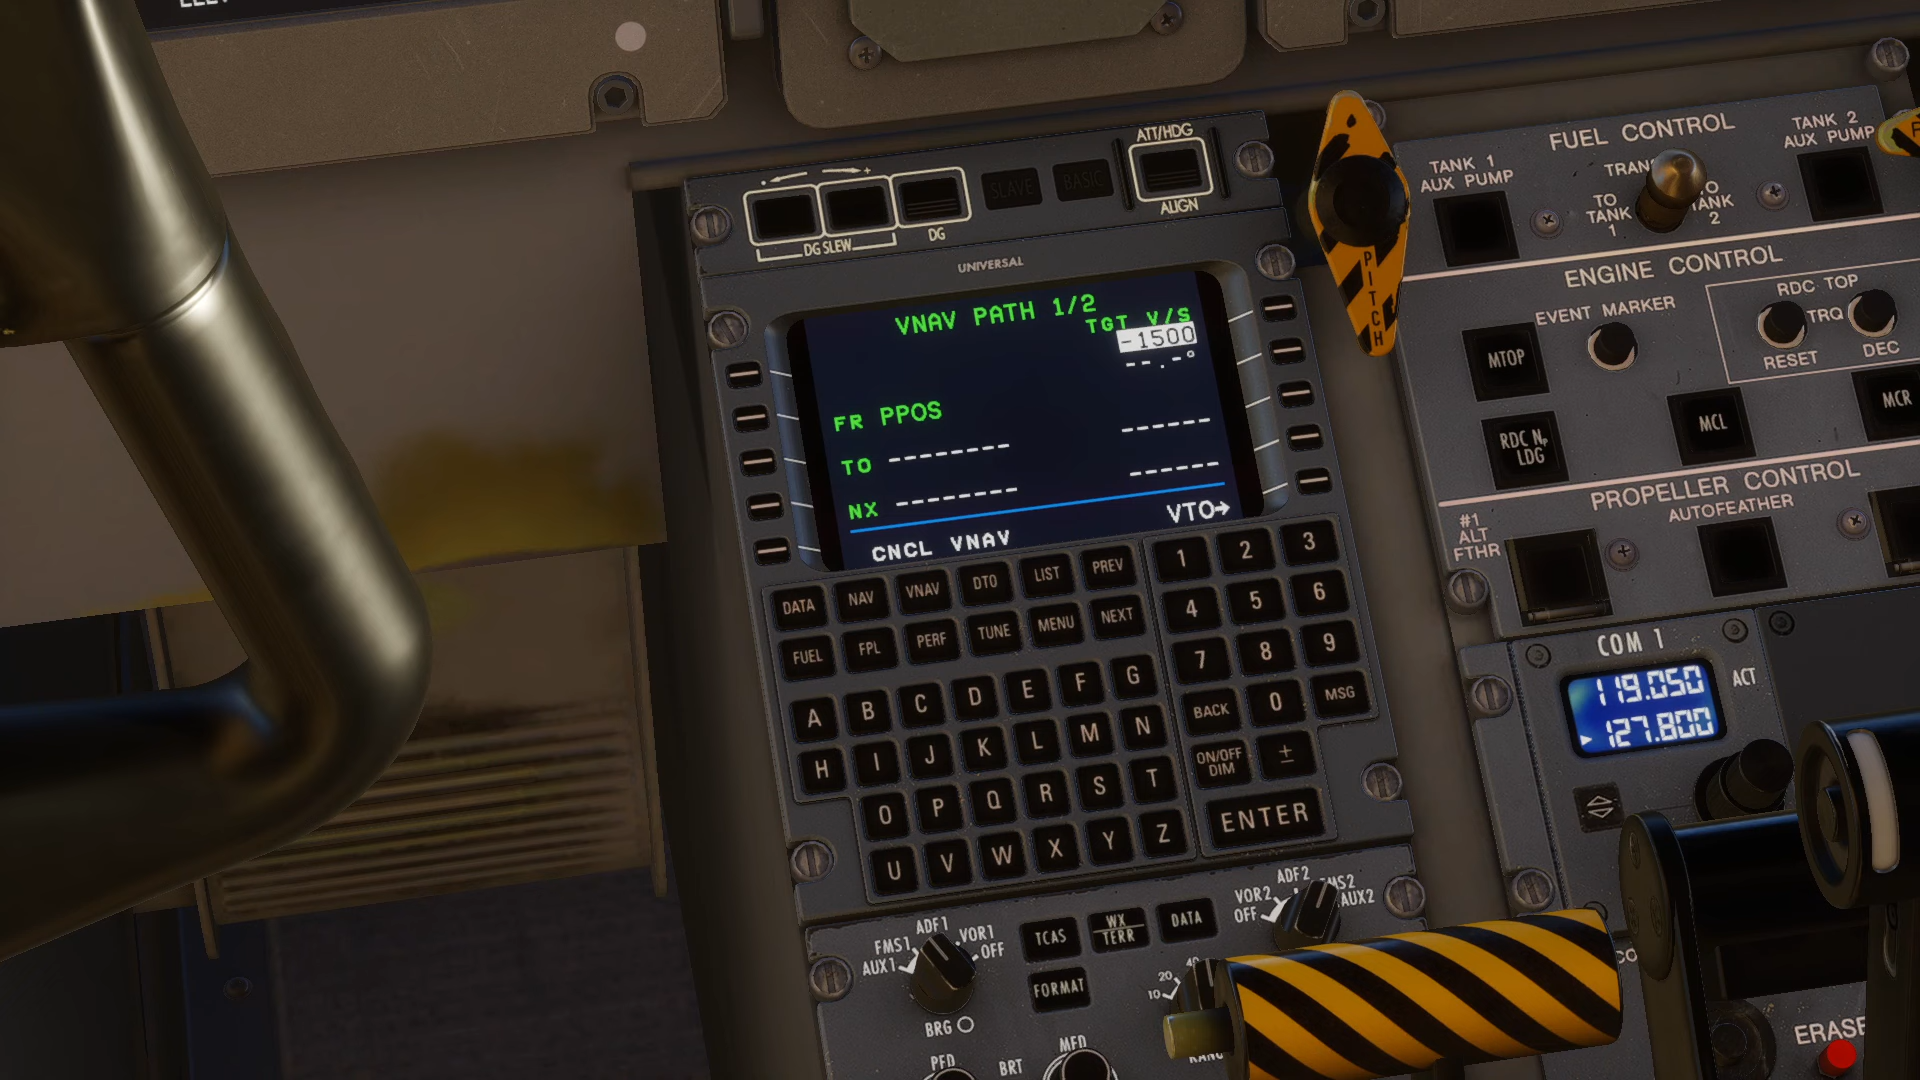 ATT/HDG
SLAVE
BASIC
ALIGN
DG SLEW
DG
UNIVERSAL
VNAV PATH 1/2
TGT V/S
-1500
--.-°
FR PPOS
TO -------- ------
NX -------- ------
CNCL VNAV VTO→
DATA NAV VNAV DTO LIST PREV
FUEL FPL PERF TUNE MENU NEXT
A B C D E F G
H I J K L M N
O P Q R S T
U V W X Y Z
1 2 3
4 5 6
7 8 9
BACK 0 MSG
ON/OFF DIM ±
ENTER
PITCH
FUEL CONTROL
TANK 1
AUX PUMP
TO
TANK
1
TANK
2
TANK 2
AUX PUMP
ENGINE CONTROL
EVENT MARKER
RDC TOP
TRQ
RESET
DEC
MTOP
RDC Np
LDG
MCL
MCR
PROPELLER CONTROL
AUTOFEATHER
#1
ALT
FTHR
COM 1
119.050
ACT
127.800
FMS1
ADF1
VOR1
AUX1
OFF
BRG
TCAS
WX
TERR
DATA
FORMAT
VOR2
ADF2
OFF
AUX2
10
20
40
PFD
BRT
MFD
ERASE